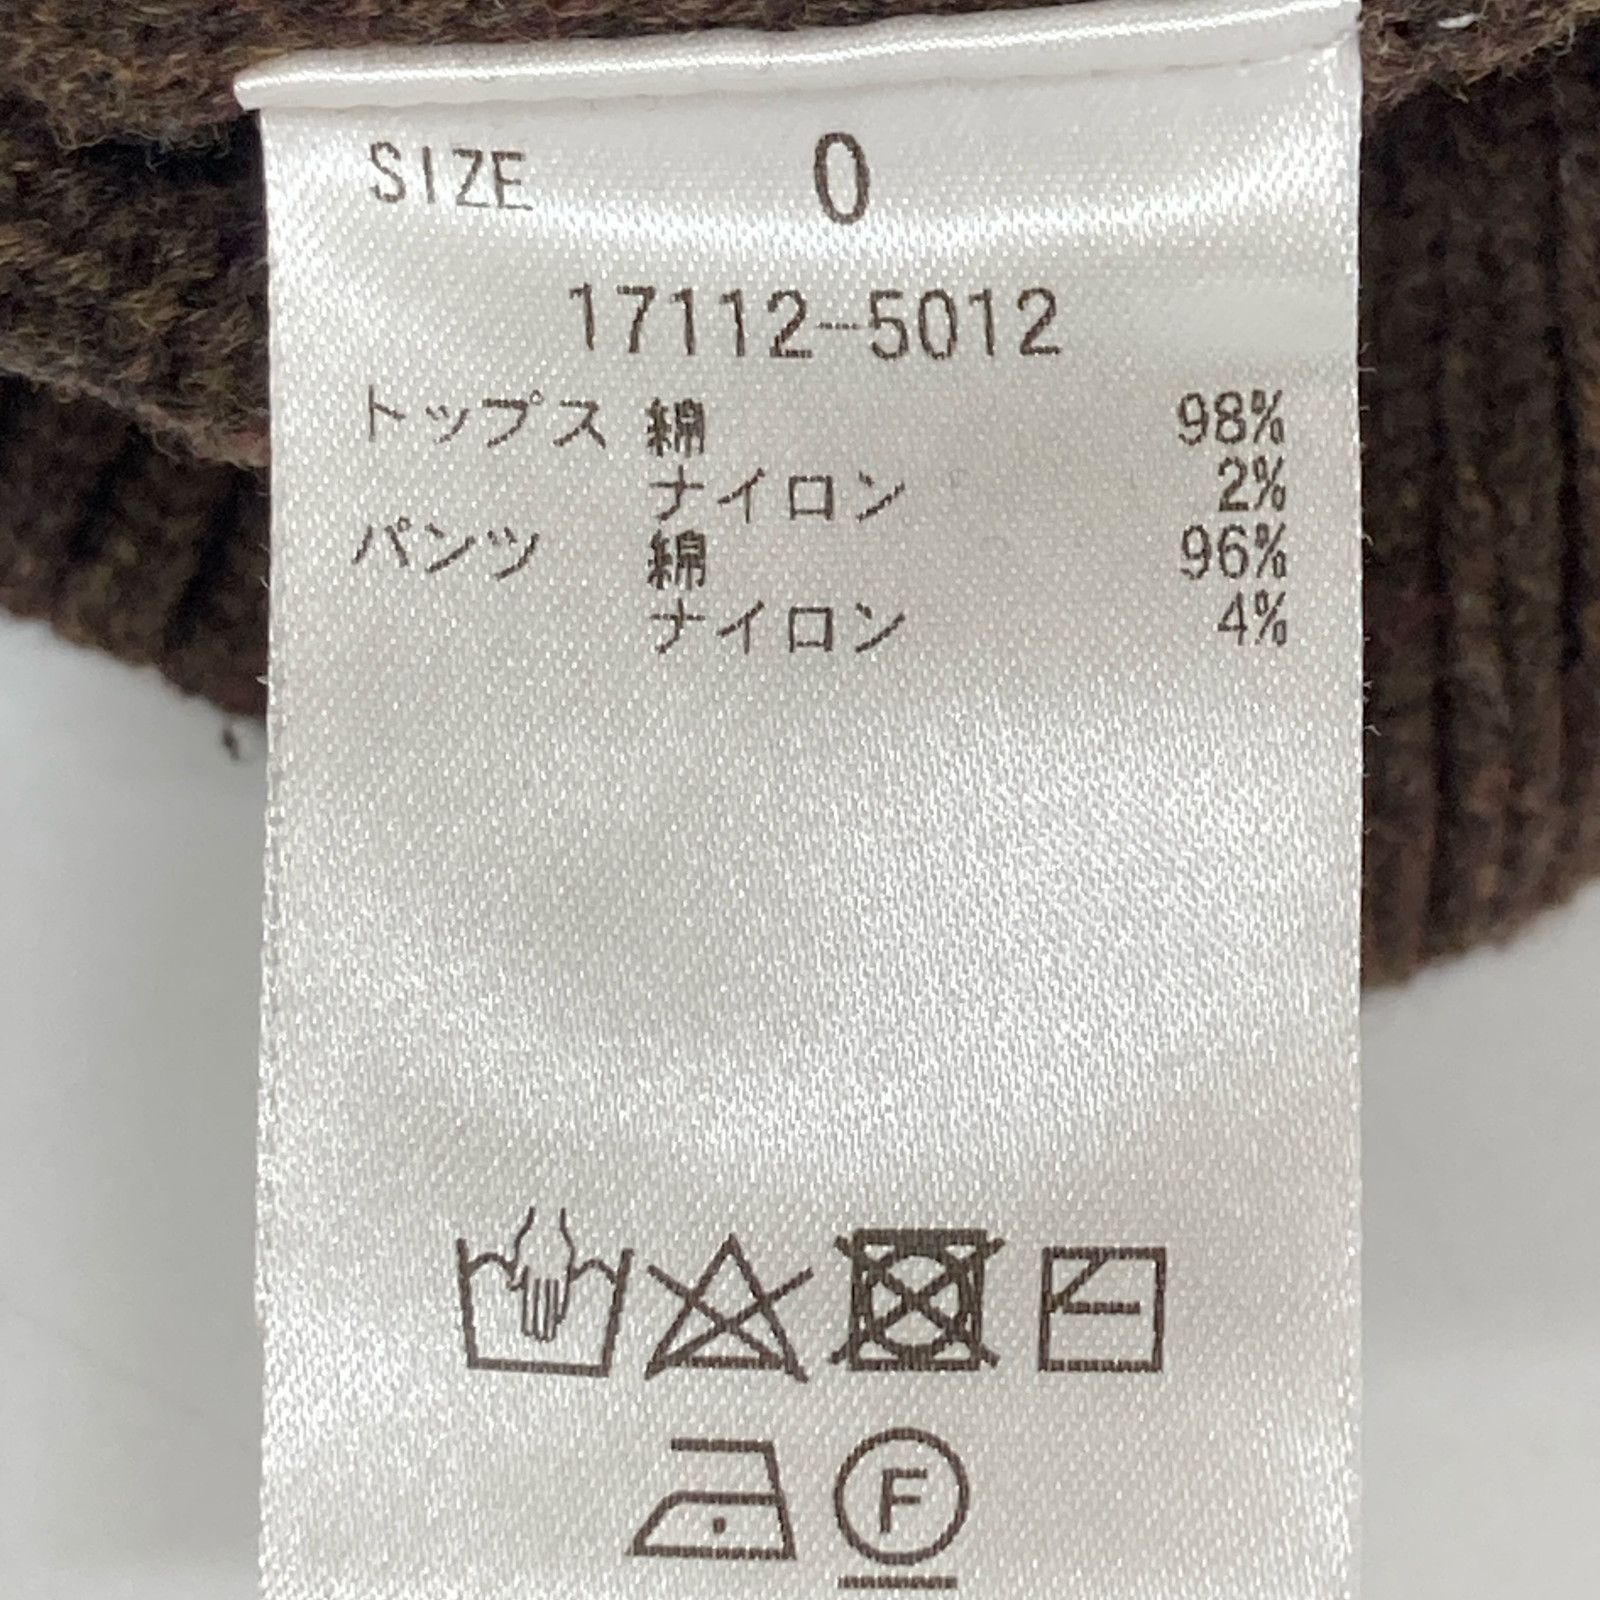 SIZE 0
17112-5012
トップス 綿 98%
ナイロン 2%
パンツ 綿 96%
ナイロン 4%
F